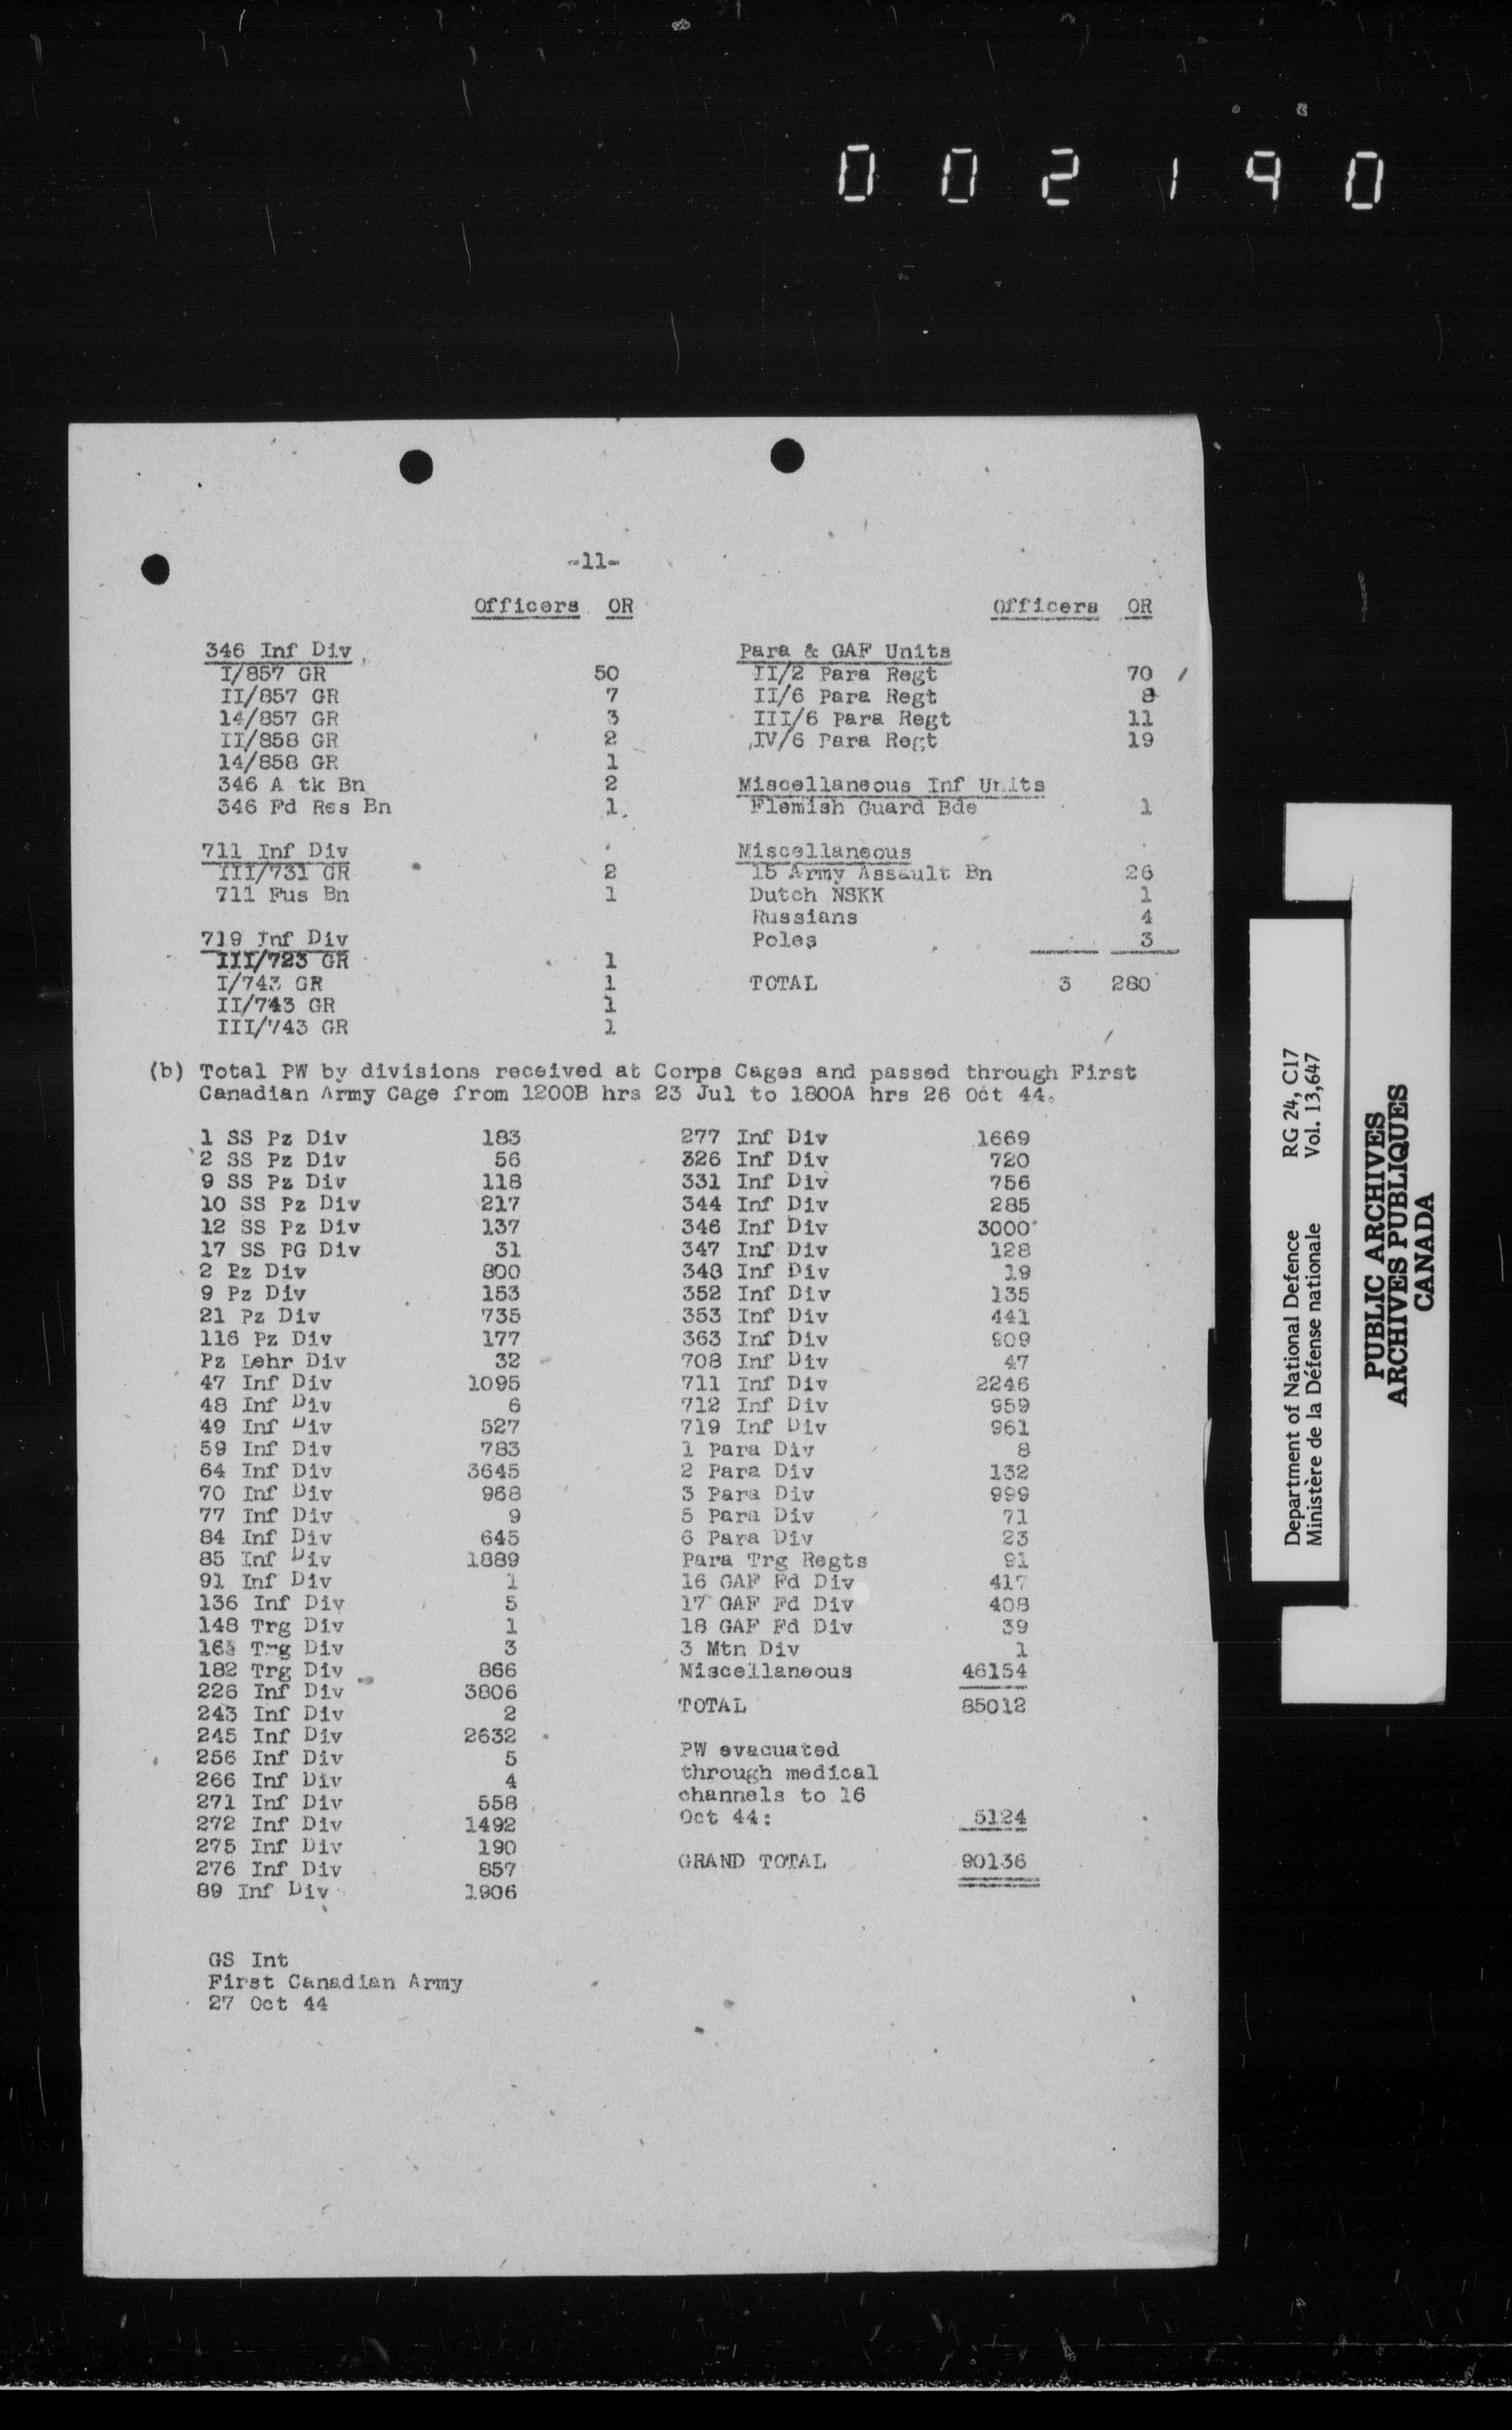 002190
-11-
Officers OR Officers OR
346 Inf Div Para & GAF Units
I/857 GR 50 II/2 Para Regt 70
II/857 GR 7 II/6 Para Regt 8
14/857 GR 3 III/6 Para Regt 11
II/858 GR 2 IV/6 Para Regt 19
14/858 GR 1
346 A tk Bn 2 Miscellaneous Inf Units
346 Fd Res Bn 1 Flemish Guard Bde 1
711 Inf Div Miscellaneous
III/731 GR 2 15 Army Assault Bn 26
711 Fus Bn 1 Dutch NSKK 1
Russians 4
719 Inf Div Poles 3
III/723 GR 1
I/743 GR 1 TOTAL 3 280
II/743 GR 1
III/743 GR 1
(b) Total PW by divisions received at Corps Cages and passed through First
Canadian Army Cage from 1200B hrs 23 Jul to 1800A hrs 26 Oct 44.
1 SS Pz Div 183 277 Inf Div 1669
2 SS Pz Div 56 326 Inf Div 720
9 SS Pz Div 118 331 Inf Div 756
10 SS Pz Div 217 344 Inf Div 285
12 SS Pz Div 137 346 Inf Div 3000
17 SS PG Div 31 347 Inf Div 128
2 Pz Div 800 348 Inf Div 19
9 Pz Div 153 352 Inf Div 135
21 Pz Div 735 353 Inf Div 441
116 Pz Div 177 363 Inf Div 909
Pz Lehr Div 32 708 Inf Div 47
47 Inf Div 1095 711 Inf Div 2246
48 Inf Div 6 712 Inf Div 959
49 Inf Div 527 719 Inf Div 961
59 Inf Div 783 1 Para Div 8
64 Inf Div 3645 2 Para Div 132
70 Inf Div 968 3 Para Div 999
77 Inf Div 9 5 Para Div 71
84 Inf Div 645 6 Para Div 23
85 Inf Div 1889 Para Trg Regts 91
91 Inf Div 1 16 GAF Fd Div 417
136 Inf Div 5 17 GAF Fd Div 408
148 Trg Div 1 18 GAF Fd Div 39
165 Trg Div 3 3 Mtn Div 1
182 Trg Div 866 Miscellaneous 46154
226 Inf Div 3806
243 Inf Div 2 TOTAL 85012
245 Inf Div 2632
256 Inf Div 5 PW evacuated
266 Inf Div 4 through medical
271 Inf Div 558 channels to 16
272 Inf Div 1492 Oct 44: 5124
275 Inf Div 190
276 Inf Div 857 GRAND TOTAL 90136
89 Inf Div 1906
GS Int
First Canadian Army
27 Oct 44
Department of National Defence RG 24, C17
Ministère de la Défense nationale Vol. 13,647
PUBLIC ARCHIVES
ARCHIVES PUBLIQUES
CANADA